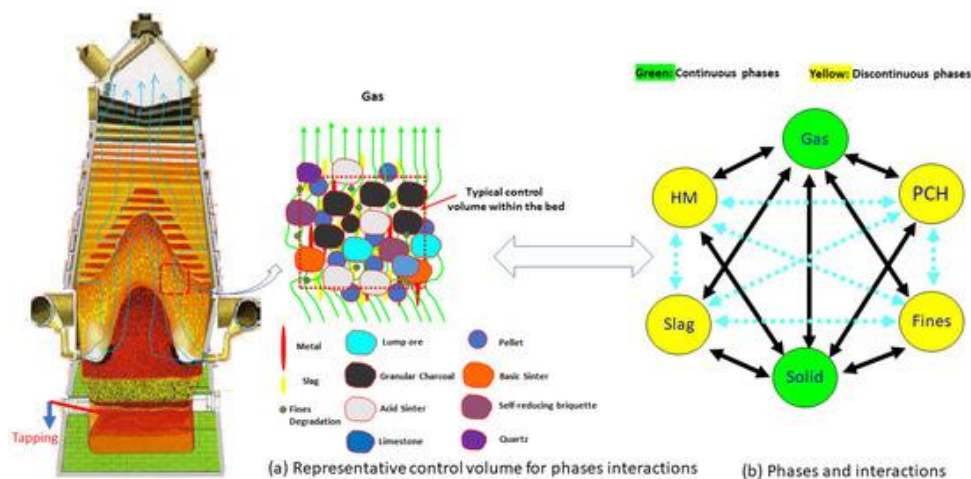 Green: Continuous phases
Yellow: Discontinuous phases
Gas
Gas
HM
PCH
Typical control
volume within the bed
Slag
Fines
Solid
Metal
Lump ore
Pellet
Slag
Granular Charcoal
Basic Sinter
Fines
Degradation
Acid Sinter
Self-reducing briquette
Limestone
Quartz
Tapping
(a) Representative control volume for phases interactions
(b) Phases and interactions